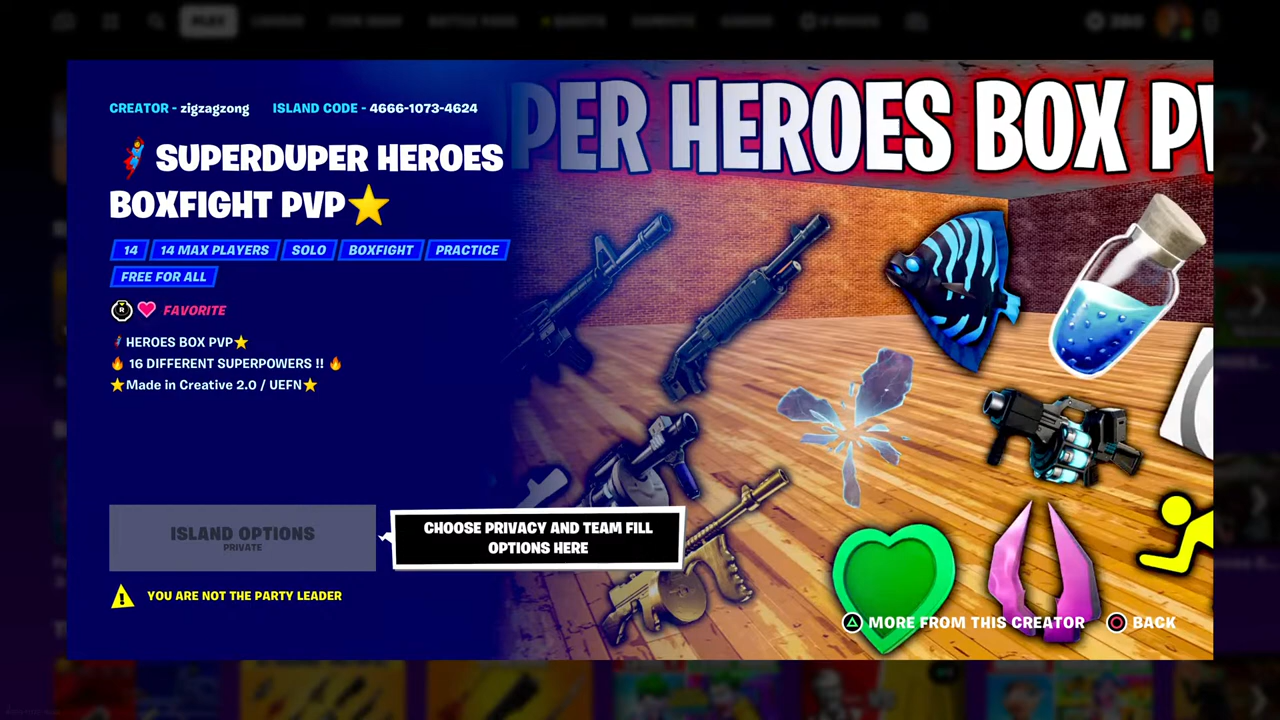 CREATOR - zigzagzong ISLAND CODE - 4666-1073-4624
PER HEROES BOX
SUPERDUPER HEROES
BOXFIGHT PVP⭐
14 14 MAX PLAYERS SOLO BOXFIGHT PRACTICE
FREE FOR ALL
R FAVORITE
HEROES BOX PVP⭐
🔥 16 DIFFERENT SUPERPOWERS !! 🔥
⭐Made in Creative 2.0 / UEFN⭐
ISLAND OPTIONS
PRIVATE
CHOOSE PRIVACY AND TEAM FILL
OPTIONS HERE
YOU ARE NOT THE PARTY LEADER
MORE FROM THIS CREATOR BACK